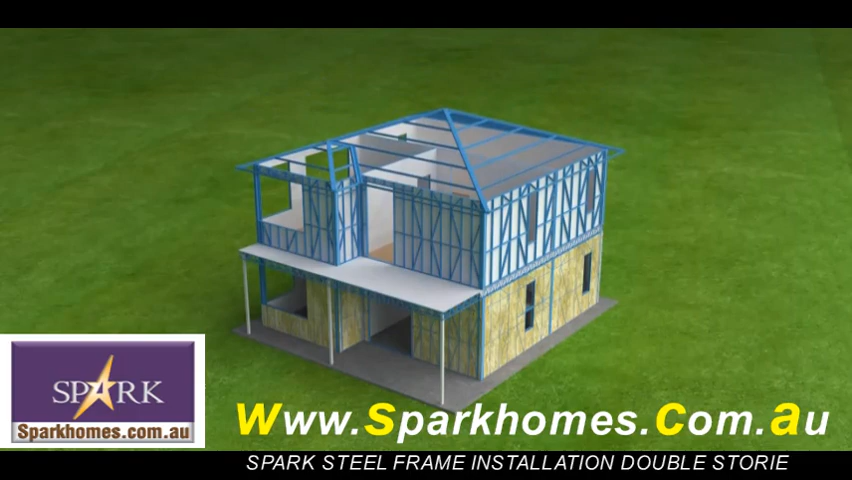 SPARK
Sparkhomes.com.au
Www.Sparkhomes.Com.au
SPARK STEEL FRAME INSTALLATION DOUBLE STORIE